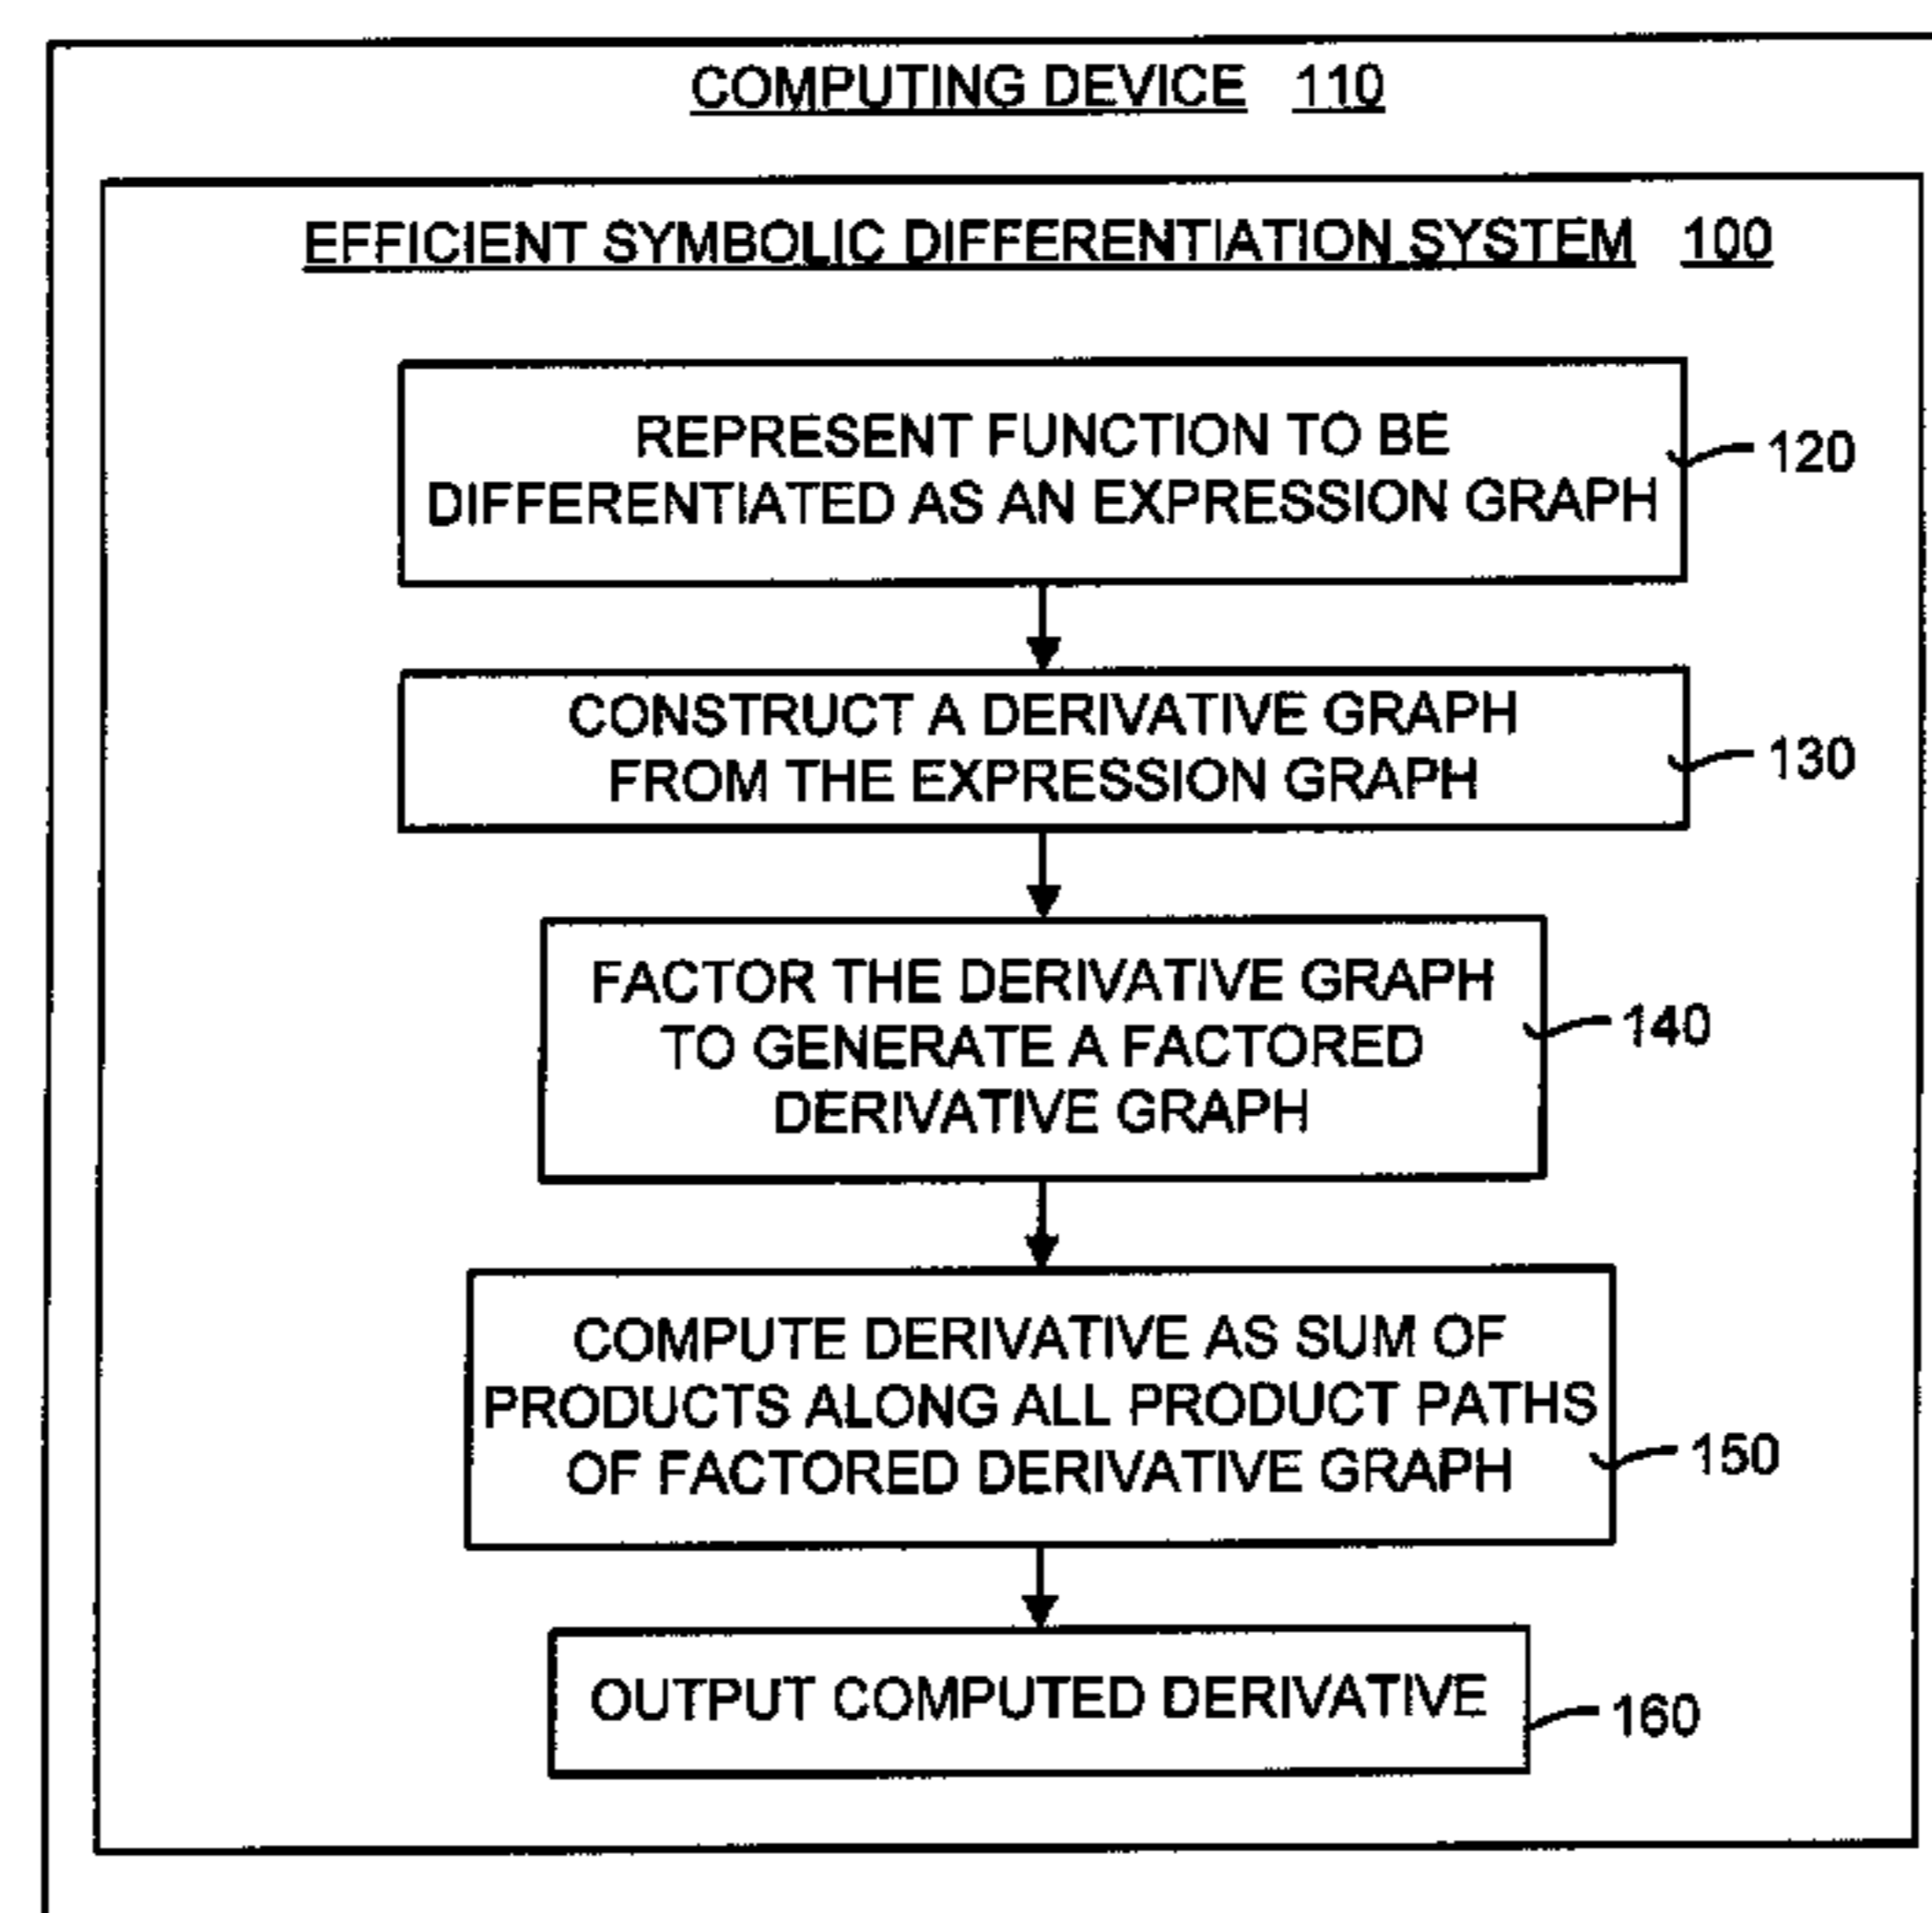 COMPUTING DEVICE 110
EFFICIENT SYMBOLIC DIFFERENTIATION SYSTEM 100
REPRESENT FUNCTION TO BE
DIFFERENTIATED AS AN EXPRESSION GRAPH
120
CONSTRUCT A DERIVATIVE GRAPH
FROM THE EXPRESSION GRAPH
130
FACTOR THE DERIVATIVE GRAPH
TO GENERATE A FACTORED
DERIVATIVE GRAPH
140
COMPUTE DERIVATIVE AS SUM OF
PRODUCTS ALONG ALL PRODUCT PATHS
OF FACTORED DERIVATIVE GRAPH
150
OUTPUT COMPUTED DERIVATIVE
160